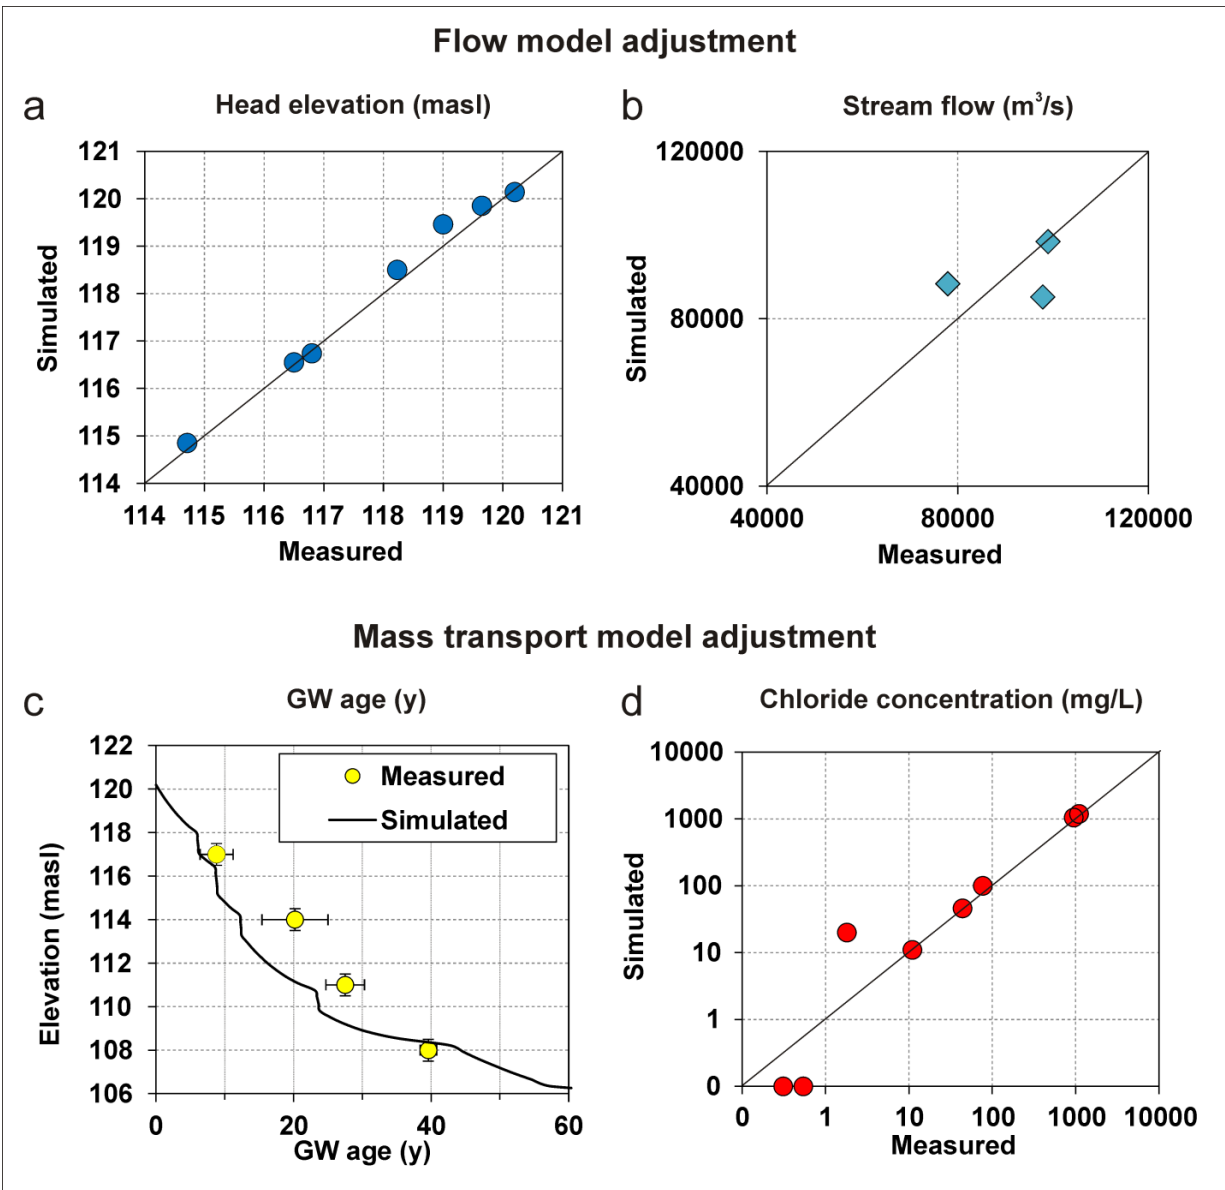 Flow model adjustment
a
Head elevation (masl)
121
120
119
118
117
116
115
114
Simulated
114 115 116 117 118 119 120 121
Measured
b
Stream flow (m³/s)
120000
80000
40000
Simulated
40000 80000 120000
Measured
Mass transport model adjustment
c
GW age (y)
122
120
118
116
114
112
110
108
106
Elevation (masl)
Measured
Simulated
0 20 40 60
GW age (y)
d
Chloride concentration (mg/L)
10000
1000
100
10
1
0
Simulated
0 1 10 100 1000 10000
Measured